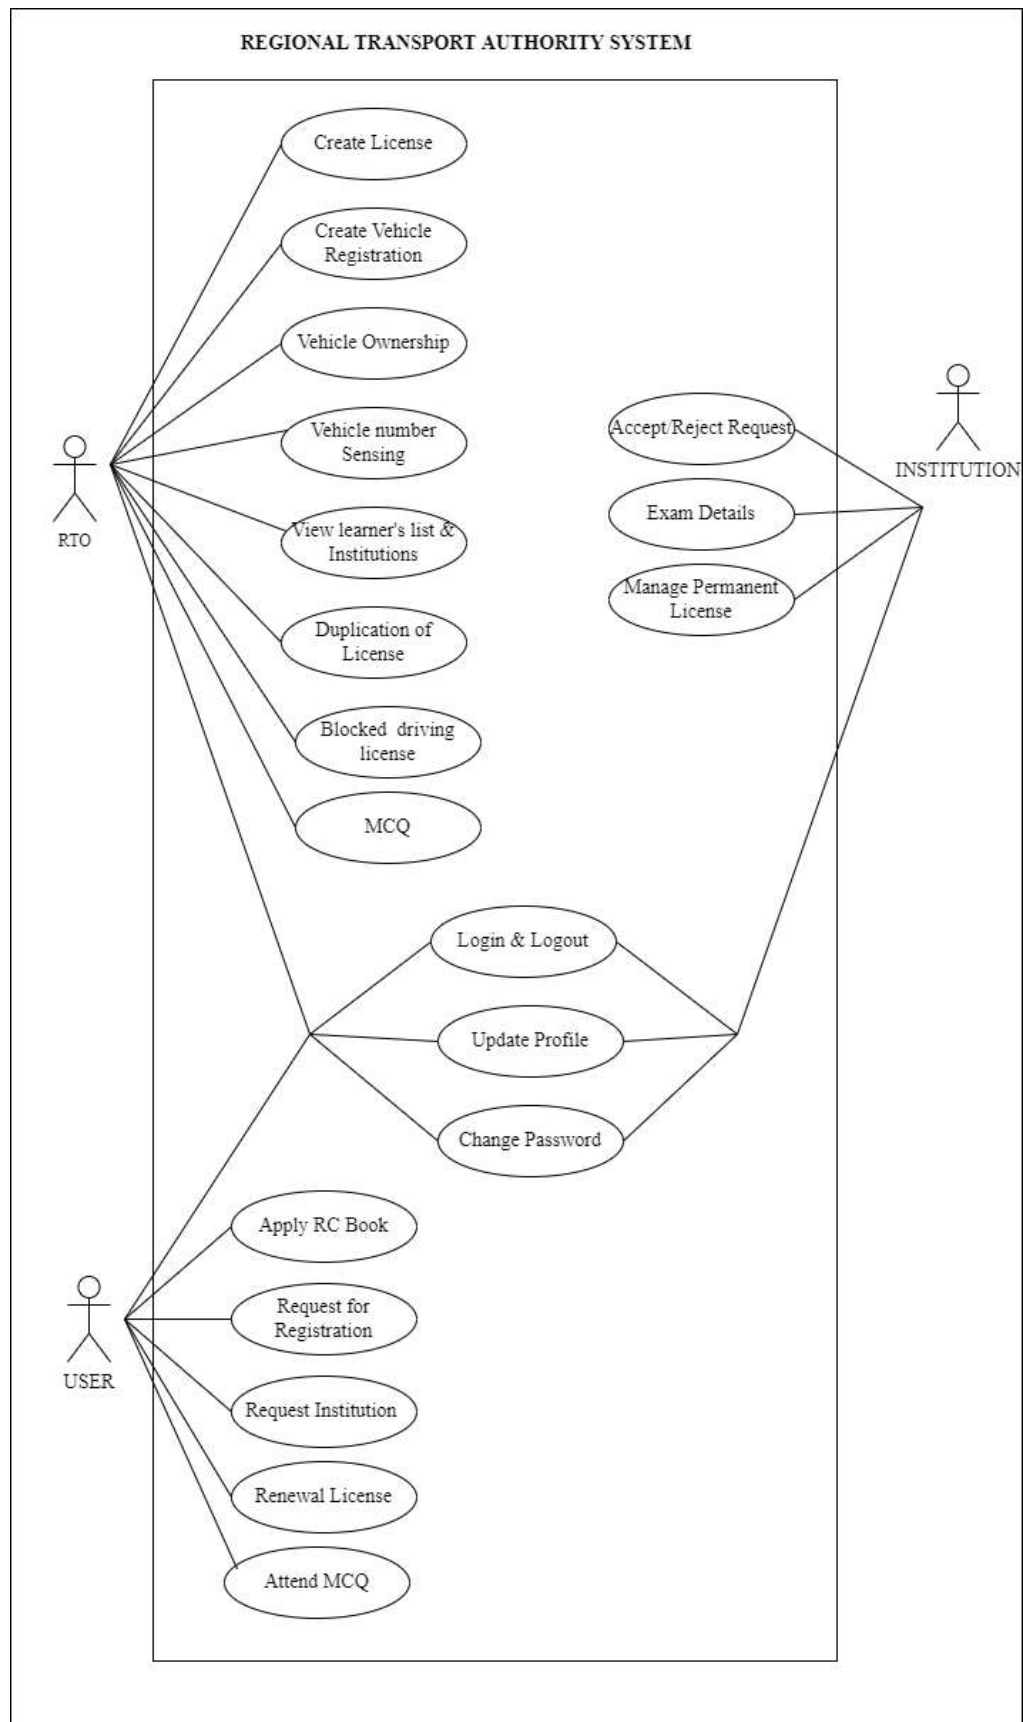 REGIONAL TRANSPORT AUTHORITY SYSTEM
Create License
Create Vehicle
Registration
Vehicle Ownership
Vehicle number
Sensing
View learner's list &
Institutions
Duplication of
License
Blocked driving
license
MCQ
RTO
Accept/Reject Request
Exam Details
Manage Permanent
License
INSTITUTION
Login & Logout
Update Profile
Change Password
Apply RC Book
Request for
Registration
Request Institution
Renewal License
Attend MCQ
USER